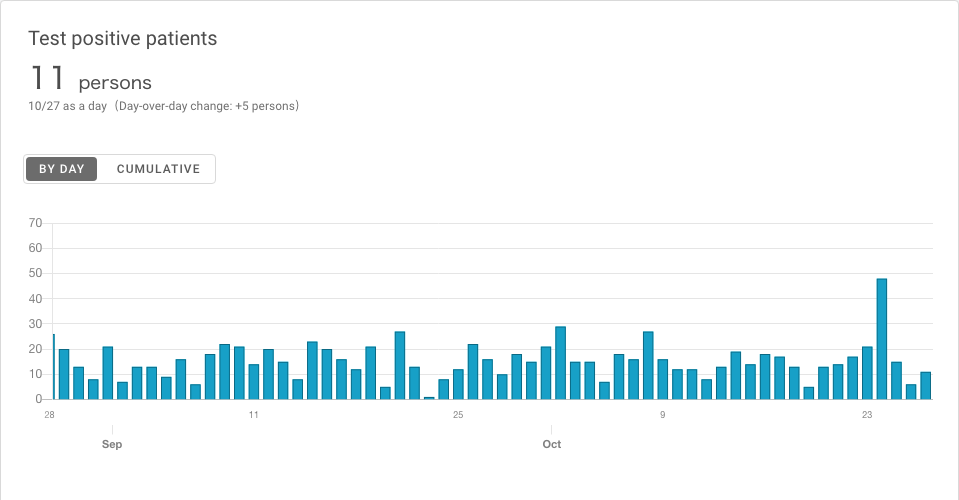 Test positive patients
11 persons
10/27 as a day（Day-over-day change: +5 persons）
BY DAY CUMULATIVE
70
60
50
40
30
20
10
0
28 11 25 9 23
Sep Oct